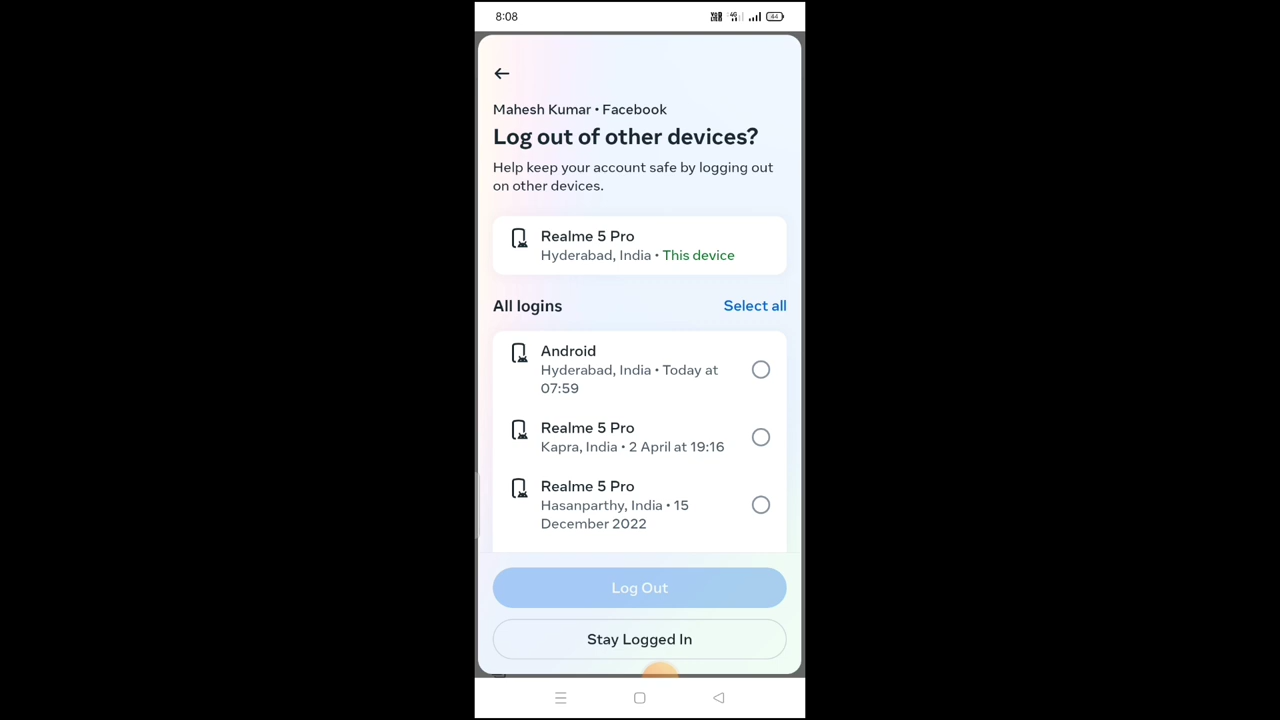 8:08
44
Mahesh Kumar • Facebook
Log out of other devices?
Help keep your account safe by logging out
on other devices.
Realme 5 Pro
Hyderabad, India • This device
All logins
Select all
Android
Hyderabad, India • Today at
07:59
Realme 5 Pro
Kapra, India • 2 April at 19:16
Realme 5 Pro
Hasanparthy, India • 15
December 2022
Log Out
Stay Logged In